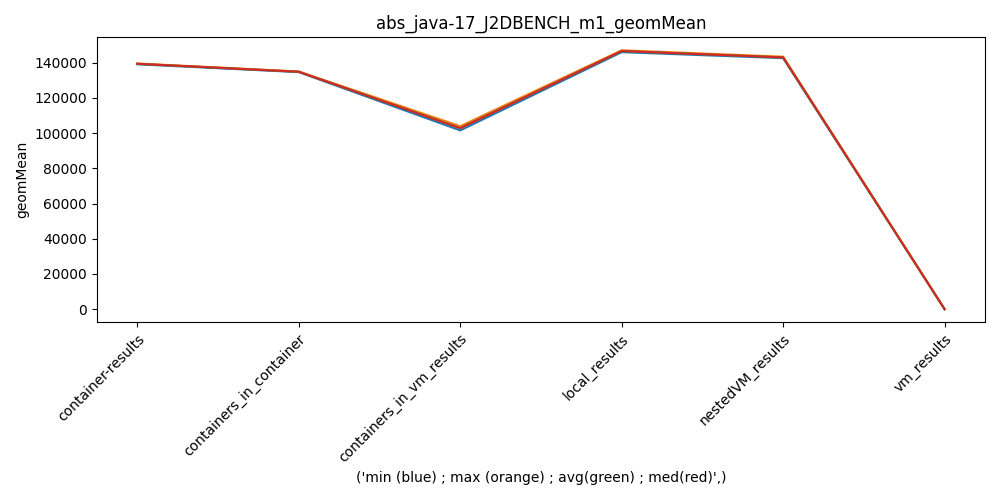 abs_java-17_J2DBENCH_m1_geomMean
geomMean
140000
120000
100000
80000
60000
40000
20000
0
container-results
containers_in_container
containers_in_vm_results
local_results
nestedVM_results
vm_results
('min (blue) ; max (orange) ; avg(green) ; med(red)',)